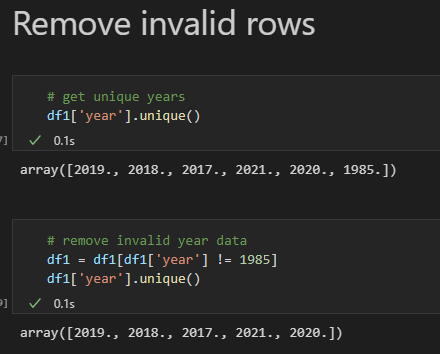 Remove invalid rows
# get unique years
df1['year'].unique()
7]
0.1s
array([2019., 2018., 2017., 2021., 2020., 1985.])
# remove invalid year data
df1 = df1[df1['year'] != 1985]
df1['year'].unique()
9]
0.1s
array([2019., 2018., 2017., 2021., 2020.])